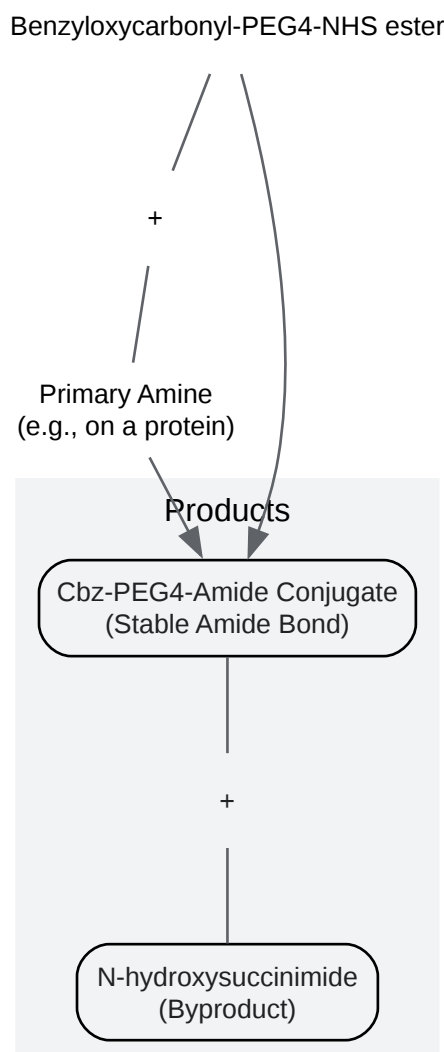 Benzyloxycarbonyl-PEG4-NHS ester
+
Primary Amine
(e.g., on a protein)
Products
Cbz-PEG4-Amide Conjugate
(Stable Amide Bond)
+
N-hydroxysuccinimide
(Byproduct)